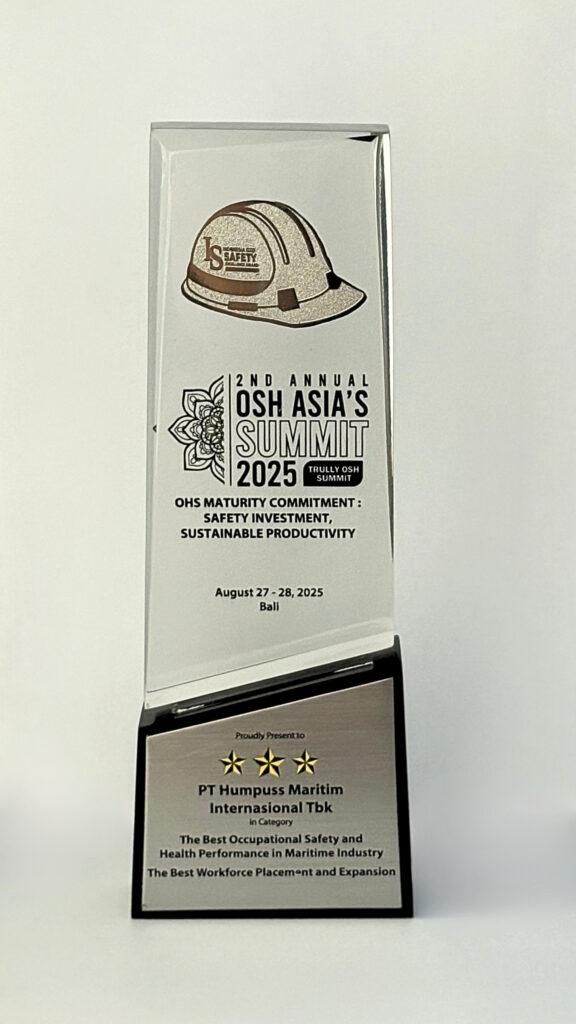 IS
SAFETY
2ND ANNUAL
OSH ASIA'S
SUMMIT
2025 TRULLY OSH SUMMIT
OHS MATURITY COMMITMENT :
SAFETY INVESTMENT,
SUSTAINABLE PRODUCTIVITY
August 27 - 28, 2025
Bali
Proudly Present to
PT Humpuss Maritim
Internasional Tbk
in Category
The Best Occupational Safety and
Health Performance in Maritime Industry
The Best Workforce Placement and Expansion